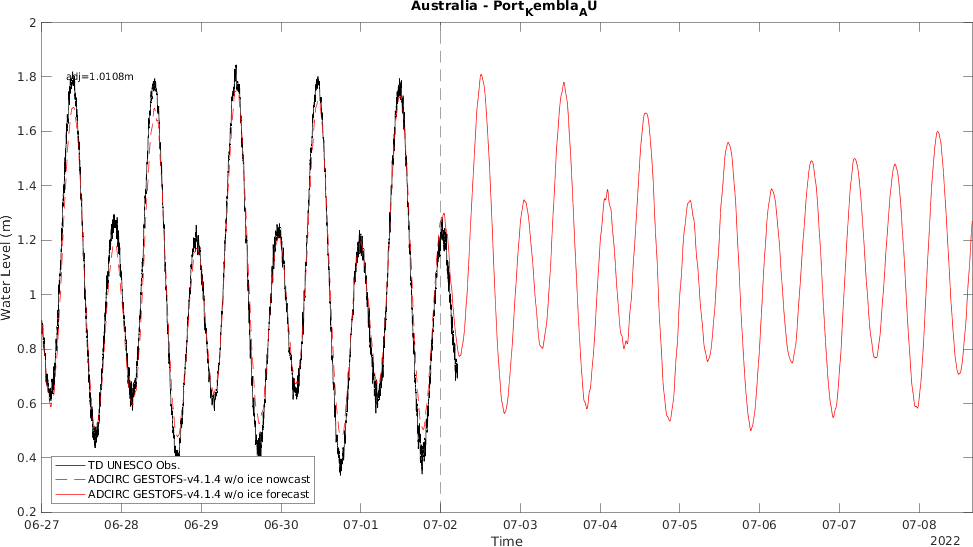 Australia - PortKemblaAU
2
1.8
1.6
1.4
1.2
1
0.8
0.6
0.4
0.2
Water Level (m)
adj=1.0108m
TD UNESCO Obs.
ADCIRC GESTOFS-v4.1.4 w/o ice nowcast
ADCIRC GESTOFS-v4.1.4 w/o ice forecast
06-27 06-28 06-29 06-30 07-01 07-02 07-03 07-04 07-05 07-06 07-07 07-08
Time
2022